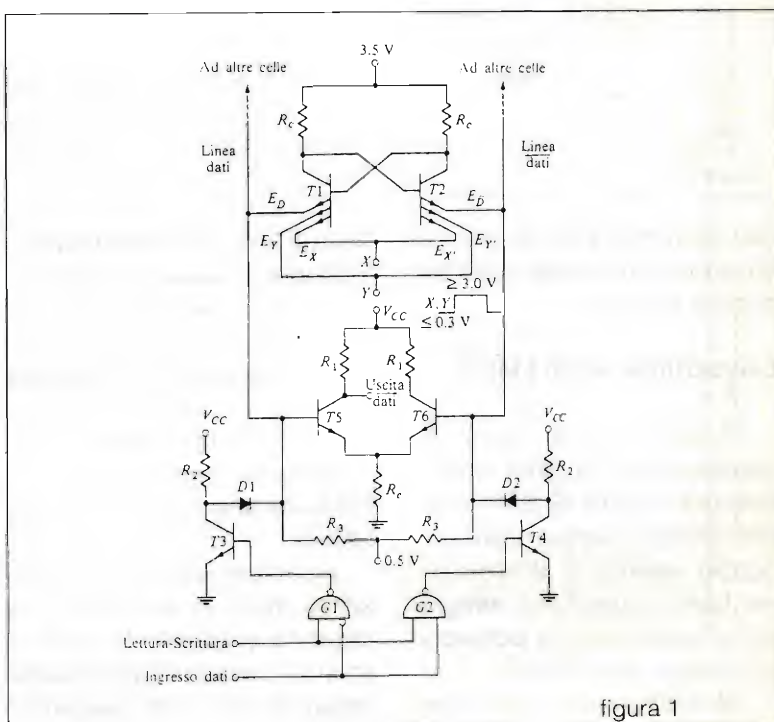 3.5 V
Ad altre celle
Ad altre celle
R_c
R_c
Linea dati
Linea d̅a̅t̅i̅
T1
T2
E_D
E_D
E_Y
E_X
E_X'
E_Y'
X
Y
≥ 3.0 V
X, Y
≤ 0.3 V
V_CC
R_1
R_1
Uscita
d̅a̅t̅i̅
T5
T6
V_CC
V_CC
R_2
R_2
D1
D2
R_c
R_3
R_3
T3
T4
0.5 V
G1
G2
Lettura-Scrittura
Ingresso dati
figura 1